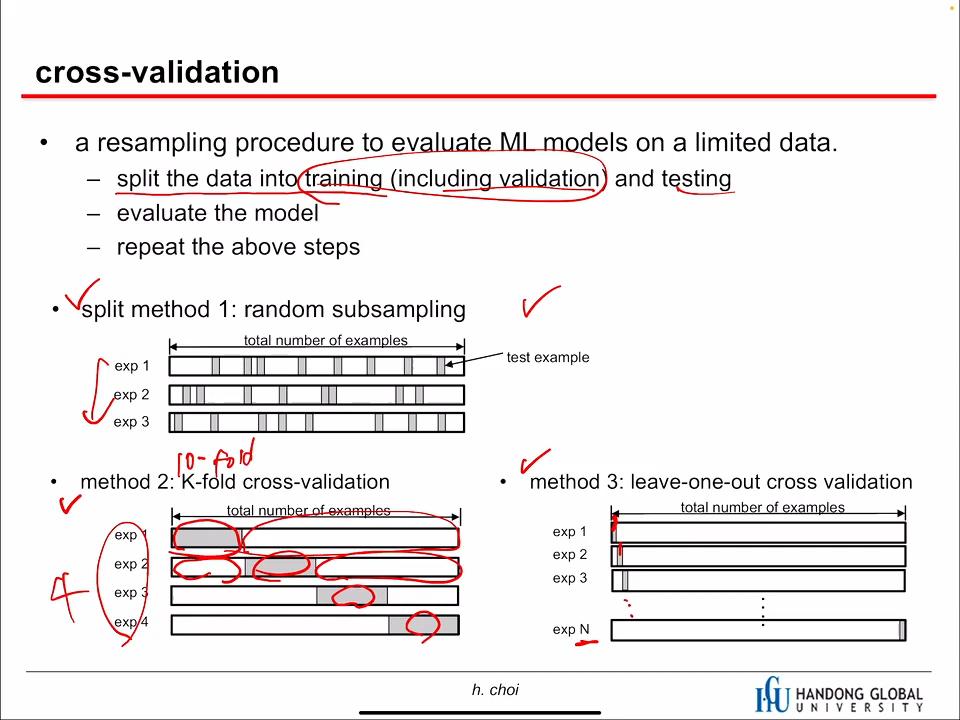 cross-validation
• a resampling procedure to evaluate ML models on a limited data.
– split the data into training (including validation) and testing
– evaluate the model
– repeat the above steps
• split method 1: random subsampling
total number of examples
exp 1
test example
exp 2
exp 3
10-fold
• method 2: K-fold cross-validation
total number of examples
exp 1
exp 2
exp 3
exp 4
4
• method 3: leave-one-out cross validation
total number of examples
exp 1
exp 2
exp 3
exp N
h. choi
HGU HANDONG GLOBAL
UNIVERSITY